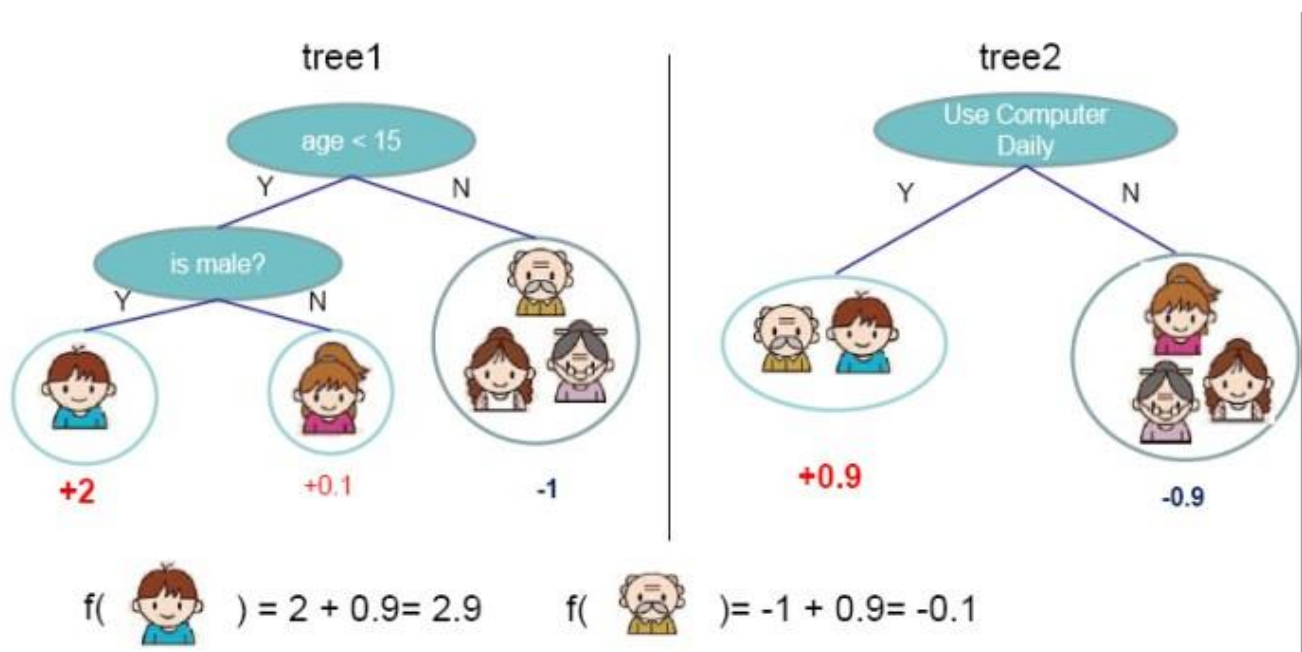 tree1
age < 15
Y
N
is male?
Y
N
+2
+0.1
-1
tree2
Use Computer
Daily
Y
N
+0.9
-0.9
f( ) = 2 + 0.9= 2.9
f( )= -1 + 0.9= -0.1